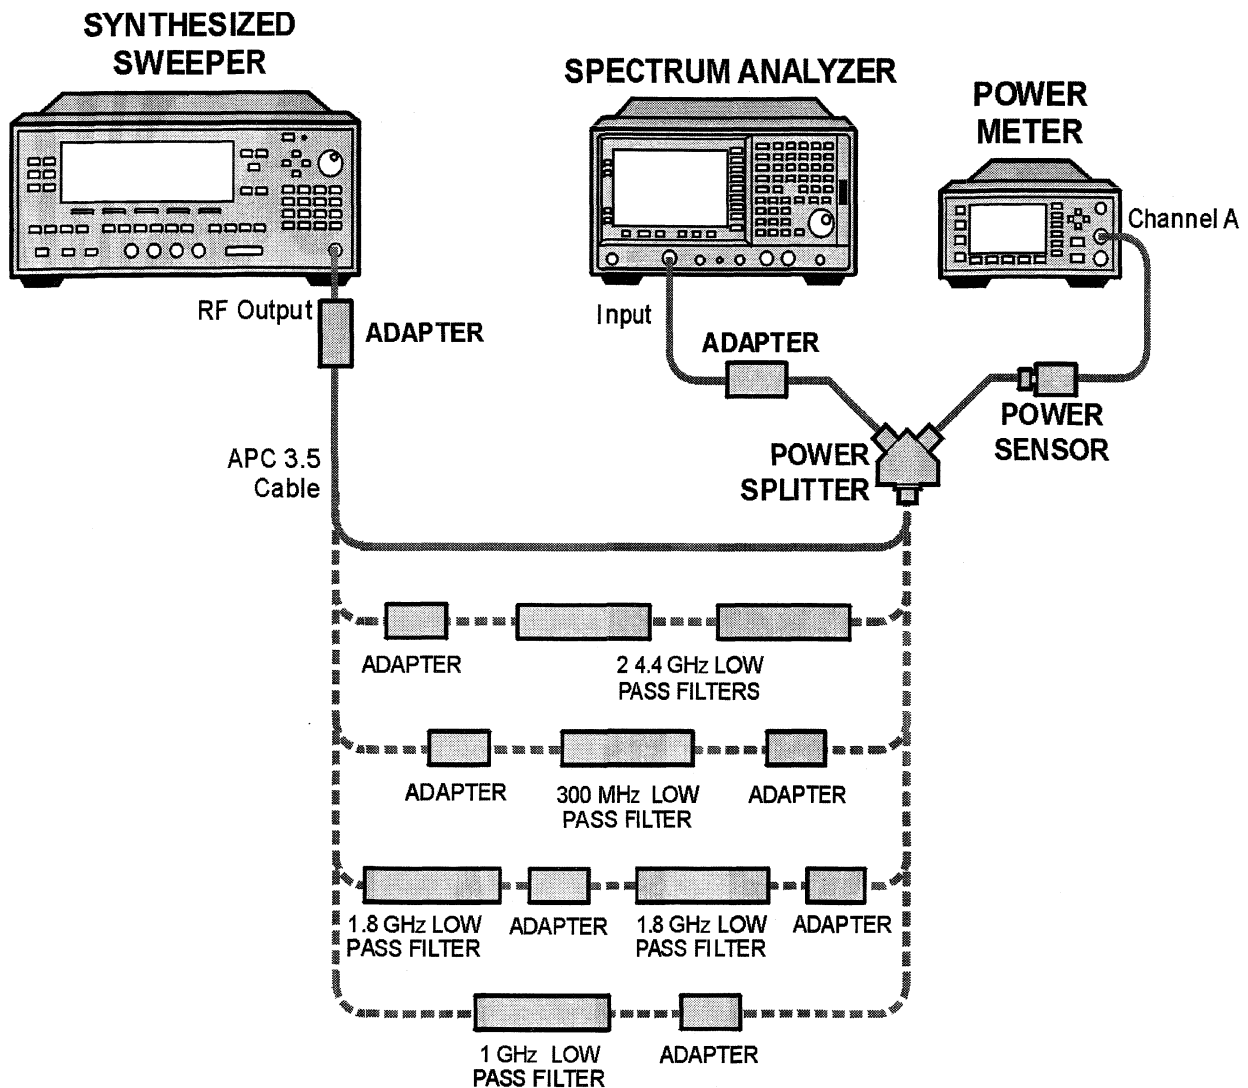 SYNTHESIZED
SWEEPER
SPECTRUM ANALYZER
POWER
METER
Channel A
RF Output
ADAPTER
Input
ADAPTER
POWER
SENSOR
APC 3.5
Cable
POWER
SPLITTER
ADAPTER
2 4.4 GHz LOW
PASS FILTERS
ADAPTER
300 MHz LOW
PASS FILTER
ADAPTER
1.8 GHz LOW
PASS FILTER
ADAPTER
1.8 GHz LOW
PASS FILTER
ADAPTER
1 GHz LOW
PASS FILTER
ADAPTER